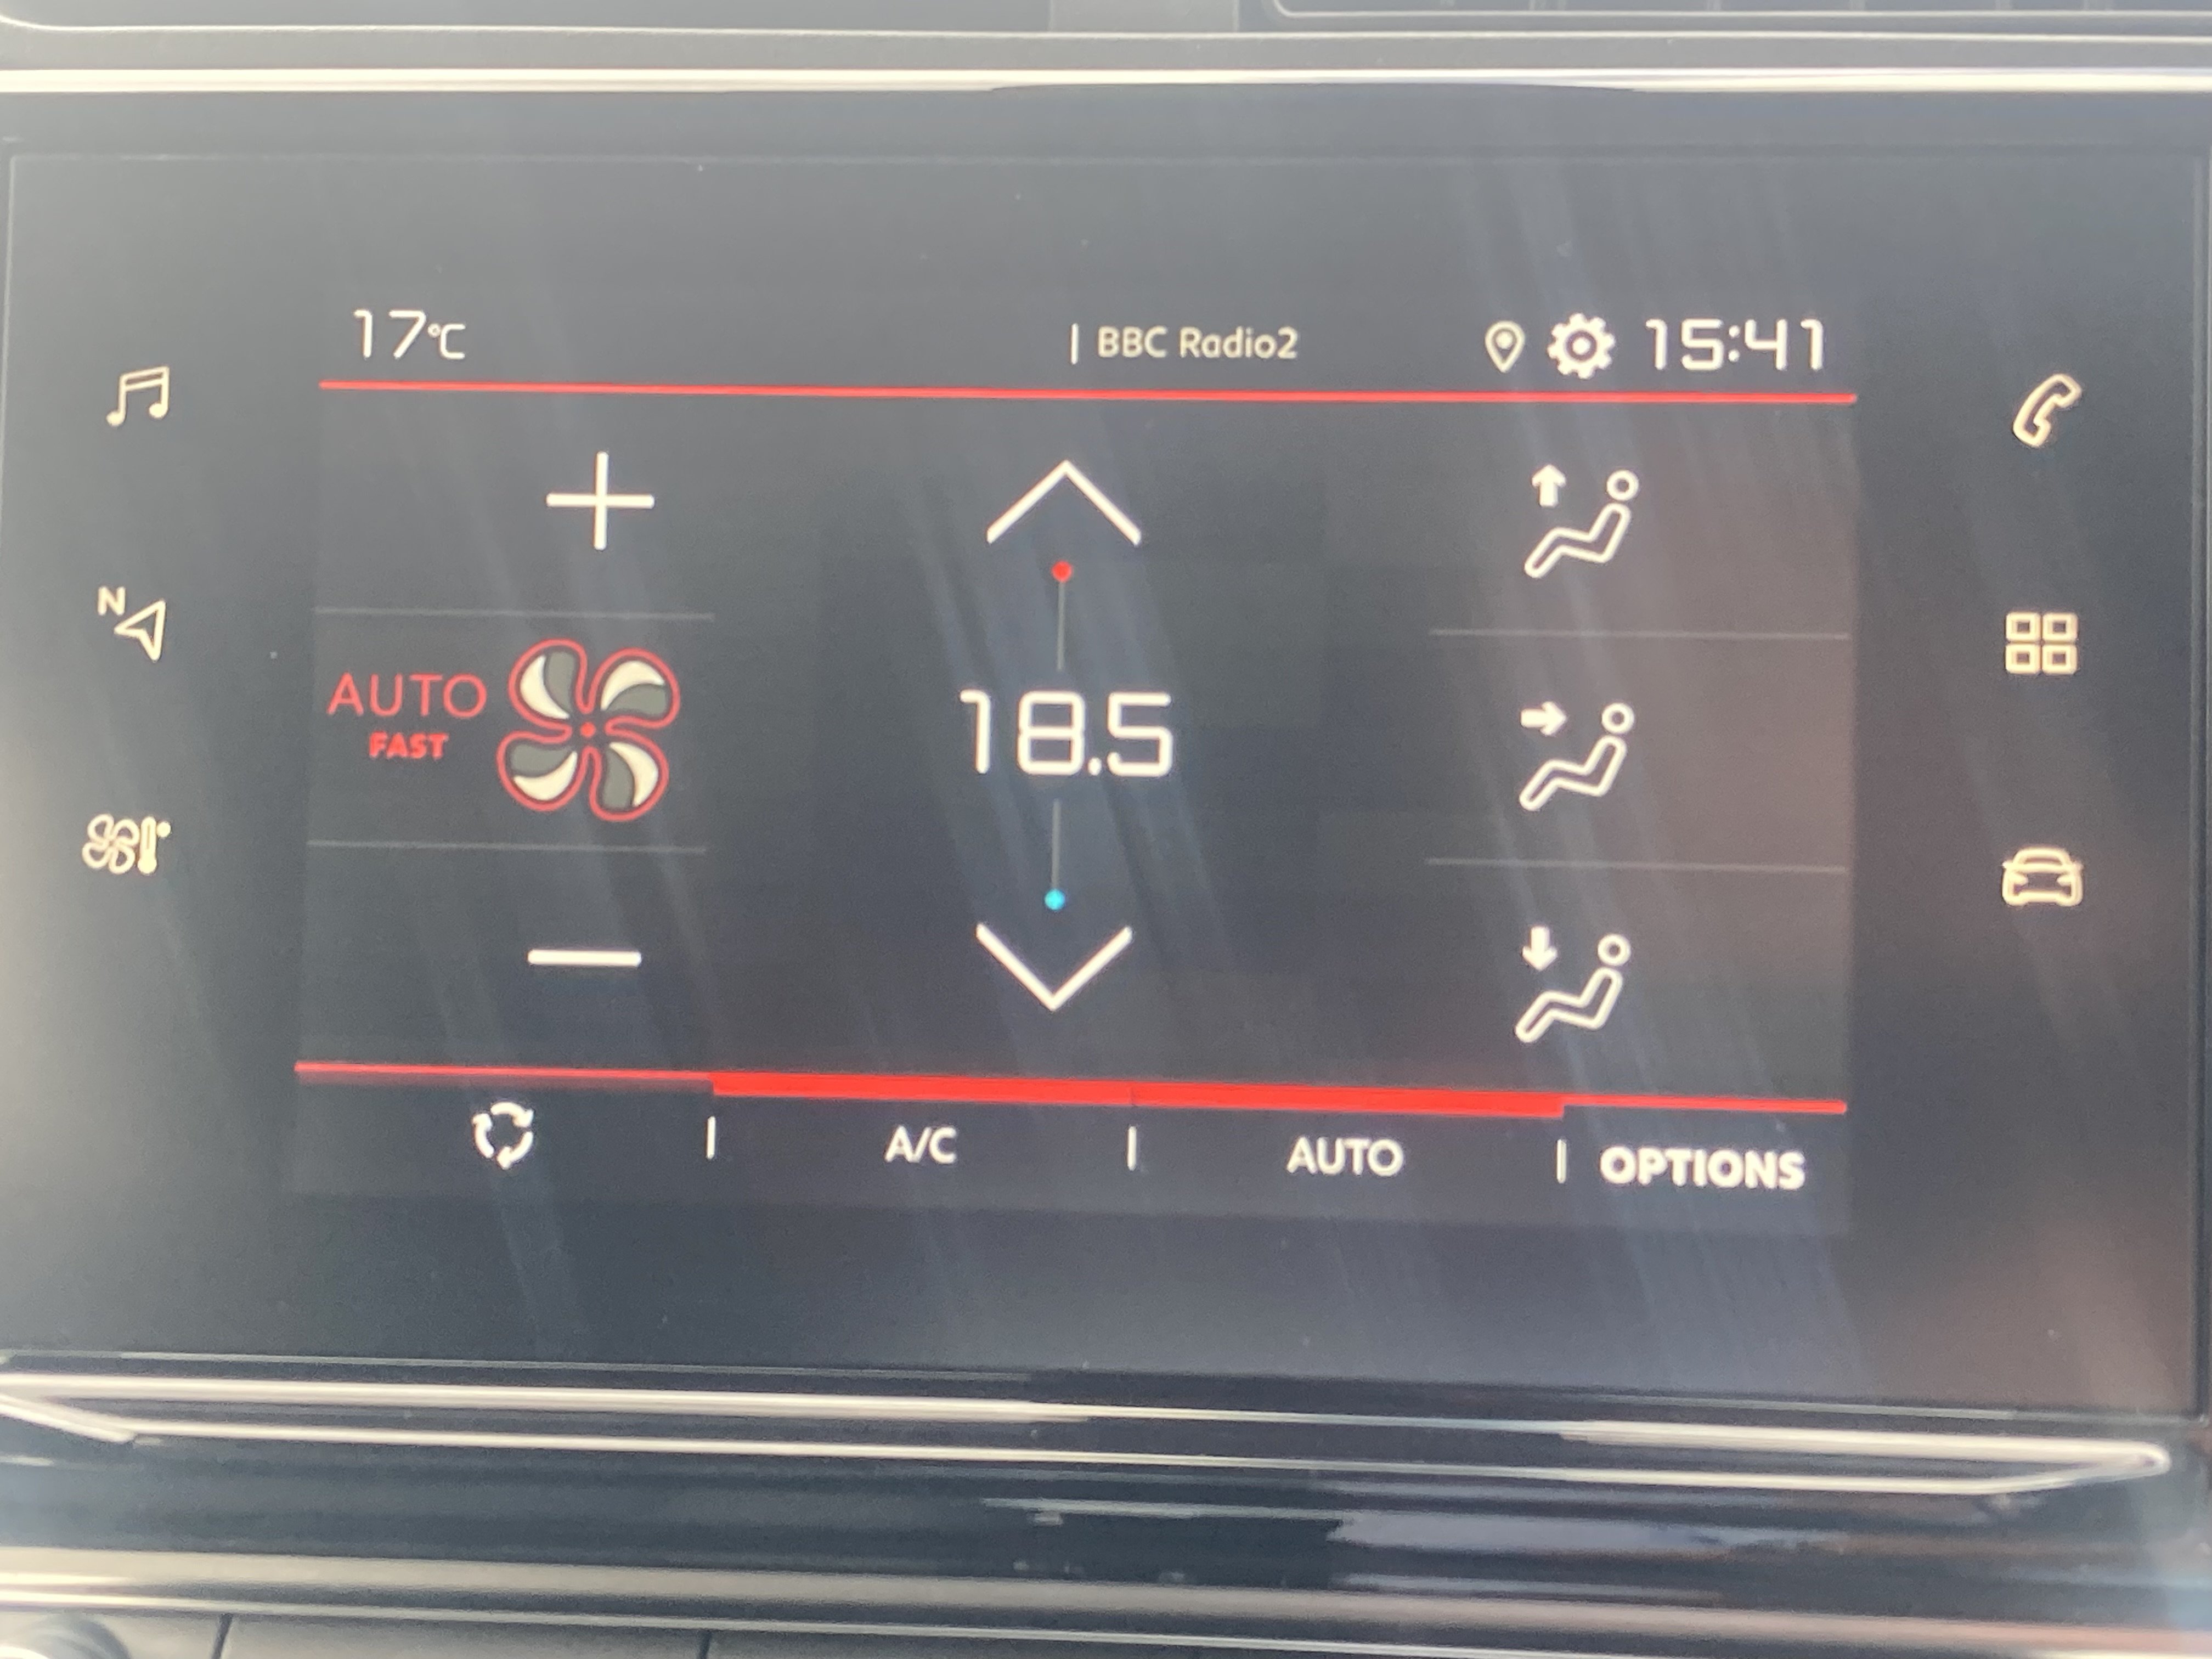 17°C
| BBC Radio2
15:41
N
AUTO
FAST
18.5
A/C
AUTO
OPTIONS